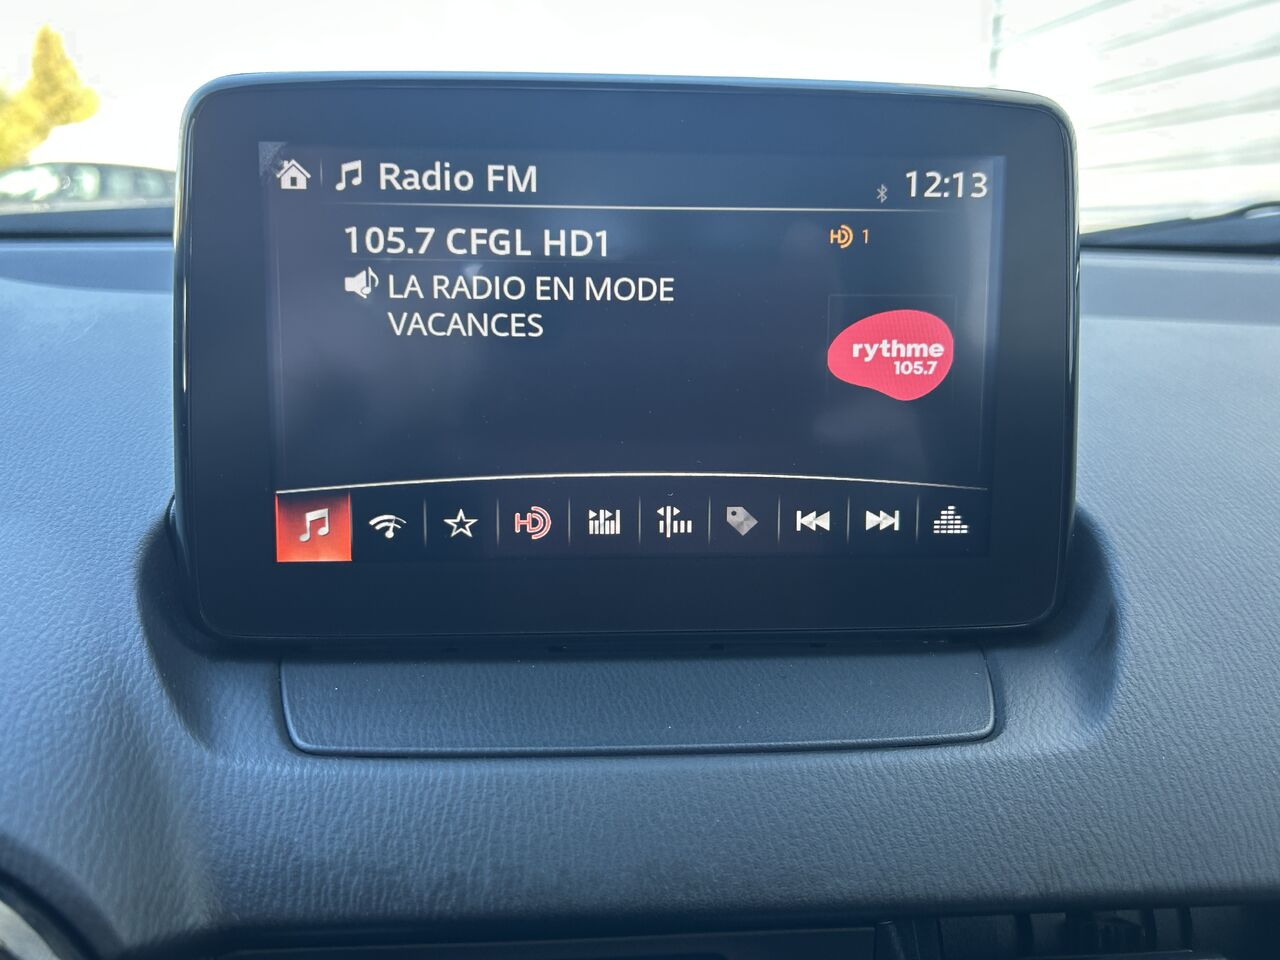 Radio FM
12:13
105.7 CFGL HD1
HD 1
LA RADIO EN MODE
VACANCES
rythme
105.7
HD